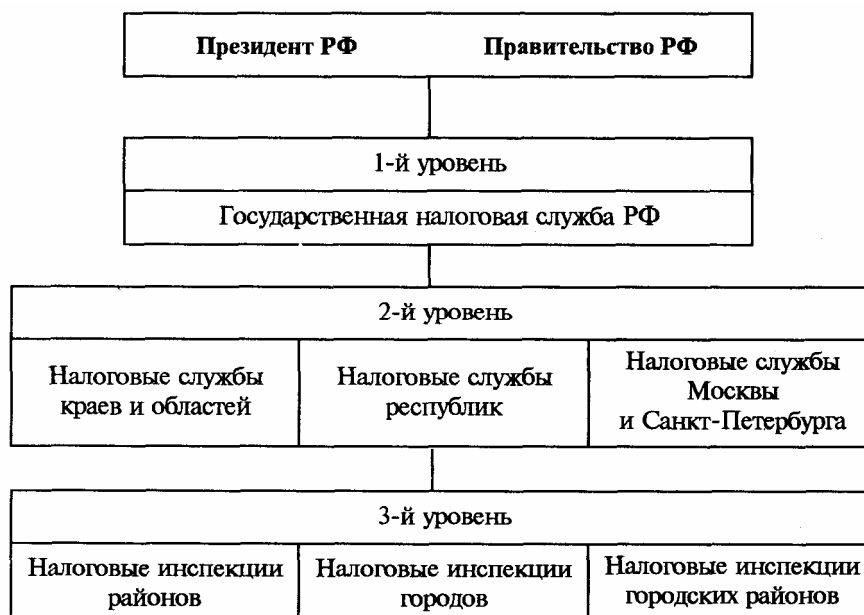 Президент РФ Правительство РФ
1-й уровень
Государственная налоговая служба РФ
2-й уровень
Налоговые службы
краев и областей
Налоговые службы
республик
Налоговые службы
Москвы
и Санкт-Петербурга
3-й уровень
Налоговые инспекции
районов
Налоговые инспекции
городов
Налоговые инспекции
городских районов